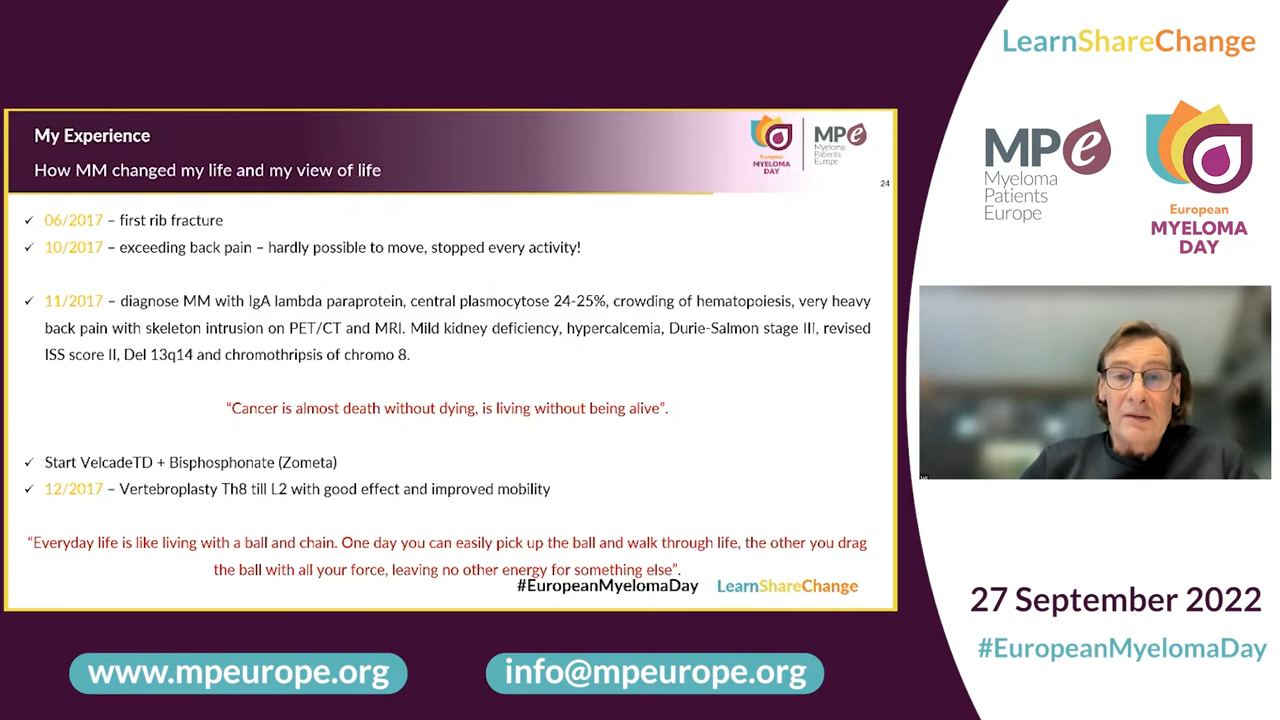 LearnShareChange
MPe
Myeloma
Patients
Europe
European
MYELOMA
DAY
My Experience
How MM changed my life and my view of life
European
MYELOMA
DAY
MPe
Myeloma
Patients
Europe
24
✓ 06/2017 – first rib fracture
✓ 10/2017 – exceeding back pain – hardly possible to move, stopped every activity!
✓ 11/2017 – diagnose MM with IgA lambda paraprotein, central plasmocytose 24-25%, crowding of hematopoiesis, very heavy
back pain with skeleton intrusion on PET/CT and MRI. Mild kidney deficiency, hypercalcemia, Durie-Salmon stage III, revised
ISS score II, Del 13q14 and chromothripsis of chromo 8.
“Cancer is almost death without dying, is living without being alive”.
✓ Start VelcadeTD + Bisphosphonate (Zometa)
✓ 12/2017 – Vertebroplasty Th8 till L2 with good effect and improved mobility
“Everyday life is like living with a ball and chain. One day you can easily pick up the ball and walk through life, the other you drag
the ball with all your force, leaving no other energy for something else”.
#EuropeanMyelomaDay LearnShareChange
27 September 2022
#EuropeanMyelomaDay
www.mpeurope.org
info@mpeurope.org